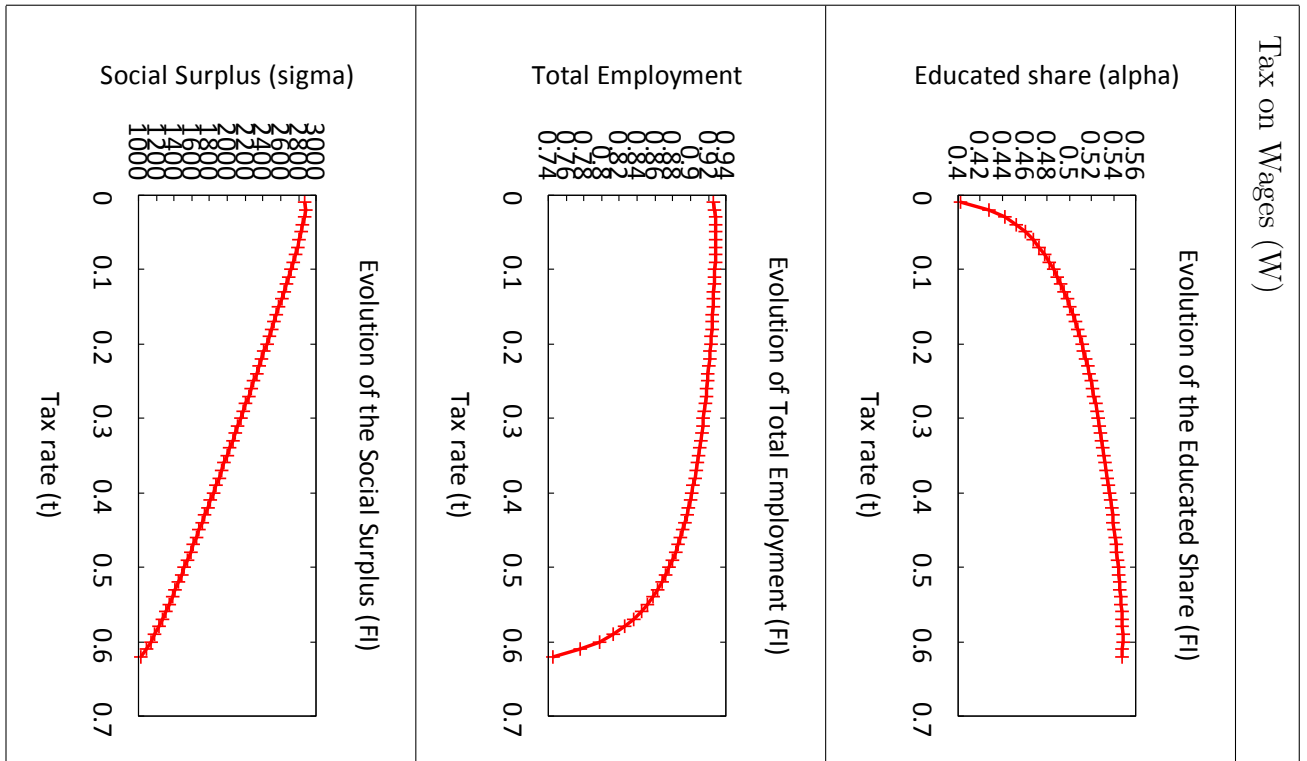 Tax on Wages (W)
Evolution of the Educated Share (FI)
Educated share (alpha)
0.56
0.54
0.52
0.5
0.48
0.46
0.44
0.42
0.4
0 0.1 0.2 0.3 0.4 0.5 0.6 0.7
Tax rate (t)
Evolution of Total Employment (FI)
Total Employment
0.94
0.92
0.9
0.88
0.86
0.84
0.82
0.8
0.78
0.76
0.74
0 0.1 0.2 0.3 0.4 0.5 0.6 0.7
Tax rate (t)
Evolution of the Social Surplus (FI)
Social Surplus (sigma)
3000
2800
2600
2400
2200
2000
1800
1600
1400
1200
1000
0 0.1 0.2 0.3 0.4 0.5 0.6 0.7
Tax rate (t)